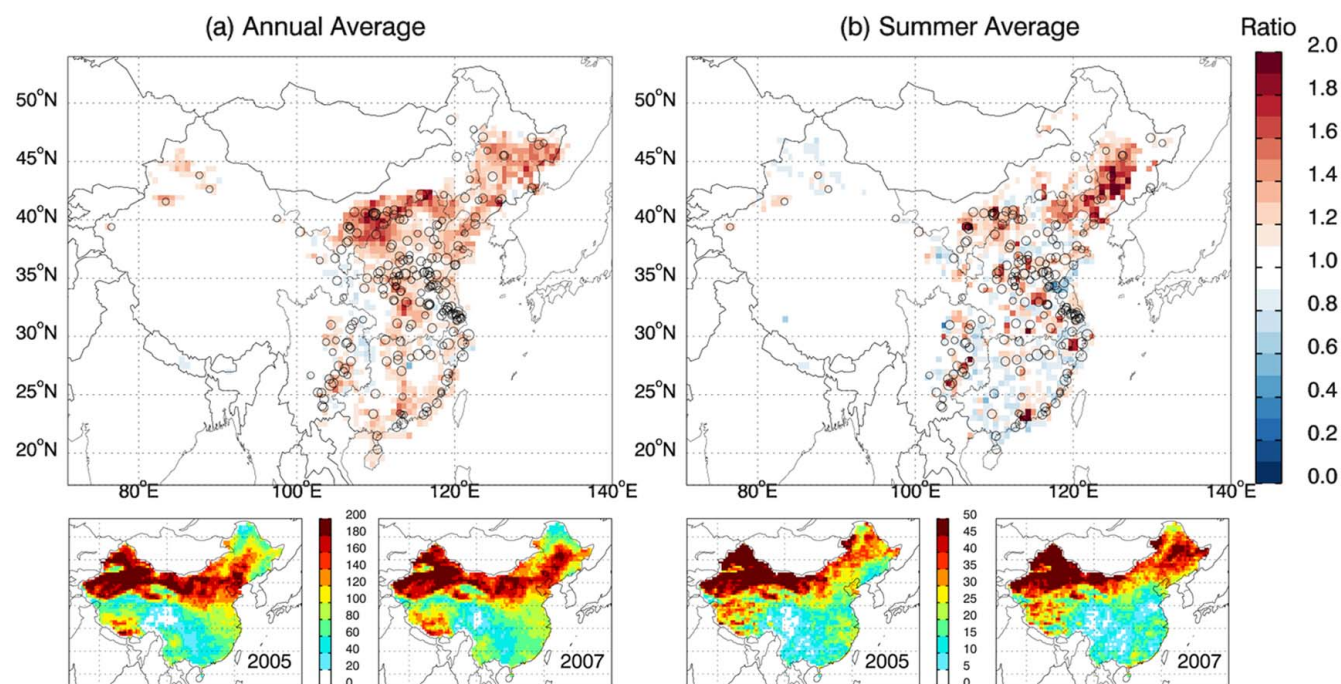 (a) Annual Average
(b) Summer Average
Ratio
50°N
45°N
40°N
35°N
30°N
25°N
20°N
80°E
100°E
120°E
140°E
50°N
45°N
40°N
35°N
30°N
25°N
20°N
80°E
100°E
120°E
140°E
2.0
1.8
1.6
1.4
1.2
1.0
0.8
0.6
0.4
0.2
0.0
2005
200
180
160
140
120
100
80
60
40
20
0
2007
2005
50
45
40
35
30
25
20
15
10
5
0
2007